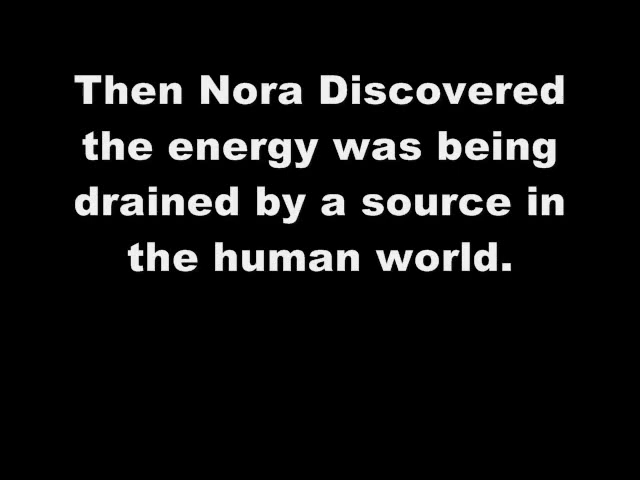 Then Nora Discovered
the energy was being
drained by a source in
the human world.